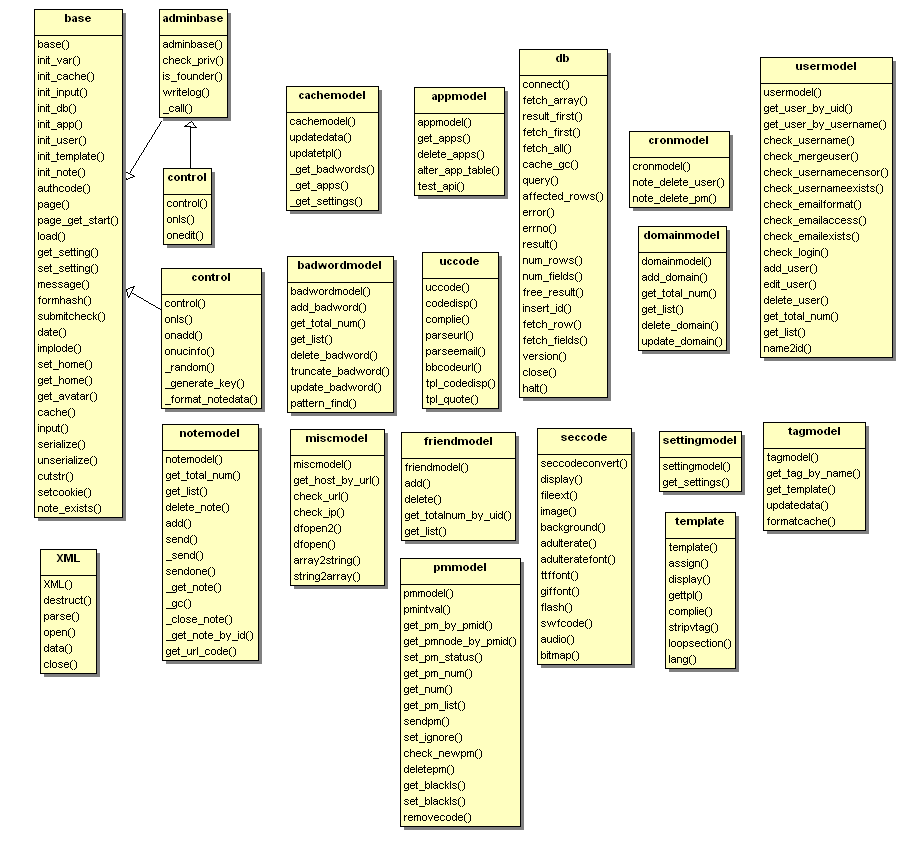 base
base()
init_var()
init_cache()
init_input()
init_db()
init_app()
init_user()
init_template()
init_note()
authcode()
page()
page_get_start()
load()
get_setting()
set_setting()
message()
formhash()
submitcheck()
date()
implode()
set_home()
get_home()
get_avatar()
cache()
input()
serialize()
unserialize()
cutstr()
setcookie()
note_exists()
adminbase
adminbase()
check_priv()
is_founder()
writelog()
_call()
control
control()
onls()
onedit()
control
control()
onls()
onadd()
onucinfo()
_random()
_generate_key()
_format_notedata()
cachemodel
cachemodel()
updatedata()
updatetpl()
_get_badwords()
_get_apps()
_get_settings()
appmodel
appmodel()
get_apps()
delete_apps()
alter_app_table()
test_api()
db
connect()
fetch_array()
result_first()
fetch_first()
fetch_all()
cache_gc()
query()
affected_rows()
error()
errno()
result()
num_rows()
num_fields()
free_result()
insert_id()
fetch_row()
fetch_fields()
version()
close()
halt()
cronmodel
cronmodel()
note_delete_user()
note_delete_pm()
usermodel
usermodel()
get_user_by_uid()
get_user_by_username()
check_username()
check_mergeuser()
check_usernamecensor()
check_usernameexists()
check_emailformat()
check_emailaccess()
check_emailexists()
check_login()
add_user()
edit_user()
delete_user()
get_total_num()
get_list()
name2id()
domainmodel
domainmodel()
add_domain()
get_total_num()
get_list()
delete_domain()
update_domain()
badwordmodel
badwordmodel()
add_badword()
get_total_num()
get_list()
delete_badword()
truncate_badword()
update_badword()
pattern_find()
uccode
uccode()
codedisp()
complie()
parseurl()
parseemail()
bbcodeurl()
tpl_codedisp()
tpl_quote()
notemodel
notemodel()
get_total_num()
get_list()
delete_note()
add()
send()
_send()
sendone()
_get_note()
_gc()
_close_note()
_get_note_by_id()
get_url_code()
miscmodel
miscmodel()
get_host_by_url()
check_url()
check_ip()
dfopen2()
dfopen()
array2string()
string2array()
friendmodel
friendmodel()
add()
delete()
get_totalnum_by_uid()
get_list()
seccode
seccodeconvert()
display()
fileext()
image()
background()
adulterate()
adulteratefont()
ttffont()
giffont()
flash()
swfcode()
audio()
bitmap()
settingmodel
settingmodel()
get_settings()
tagmodel
tagmodel()
get_tag_by_name()
get_template()
updatedata()
formatcache()
template
template()
assign()
display()
gettpl()
complie()
stripvtag()
loopsection()
lang()
XML
XML()
destruct()
parse()
open()
data()
close()
pmmodel
pmmodel()
pmintval()
get_pm_by_pmid()
get_pmnode_by_pmid()
set_pm_status()
get_pm_num()
get_num()
get_pm_list()
sendpm()
set_ignore()
check_newpm()
deletepm()
get_blackls()
set_blackls()
removecode()